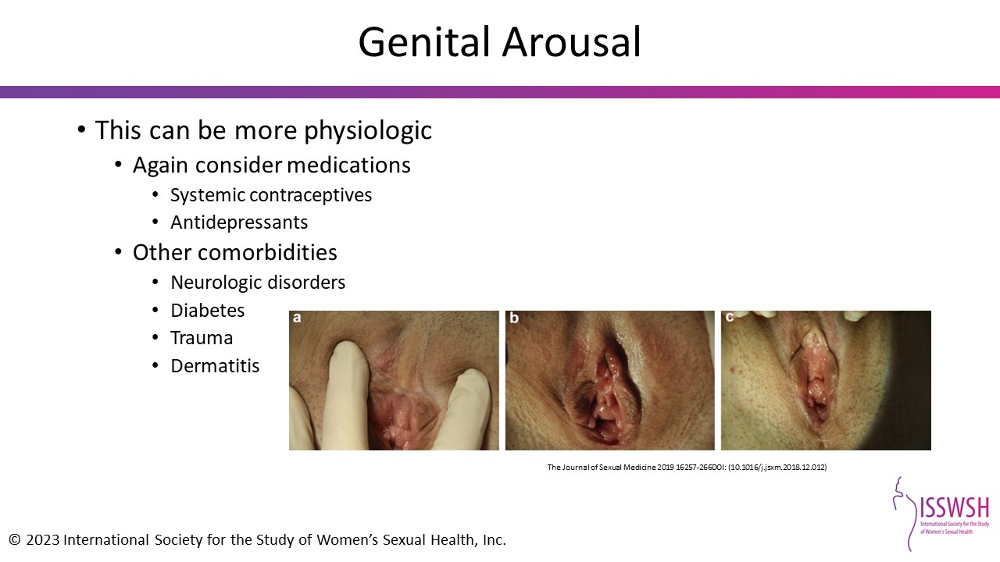 Genital Arousal
• This can be more physiologic
• Again consider medications
• Systemic contraceptives
• Antidepressants
• Other comorbidities
• Neurologic disorders
• Diabetes
• Trauma
• Dermatitis
a
b
c
The Journal of Sexual Medicine 2019 16257-266DOI: (10.1016/j.jsxm.2018.12.012)
ISSWSH
International Society for the Study
of Women's Sexual Health
© 2023 International Society for the Study of Women’s Sexual Health, Inc.